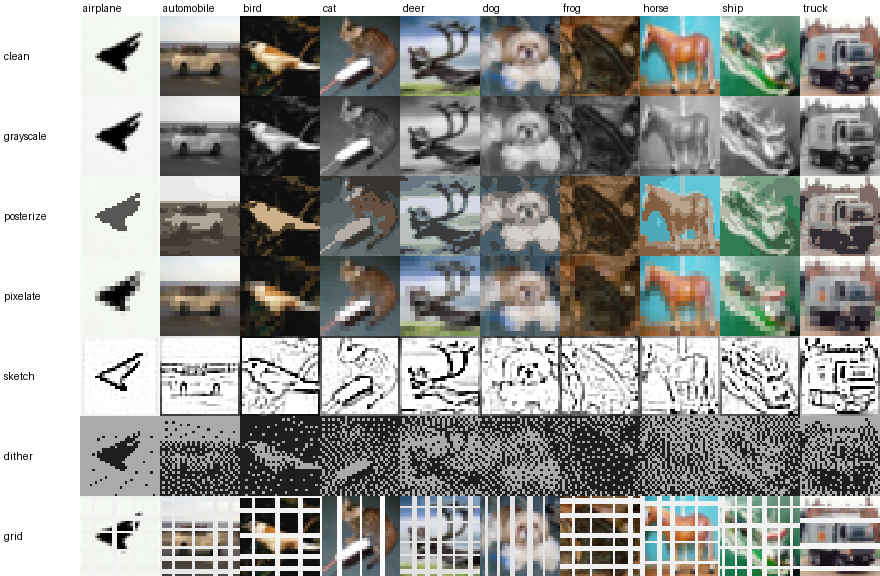 airplane automobile bird cat deer dog frog horse ship truck
clean
grayscale
posterize
pixelate
sketch
dither
grid